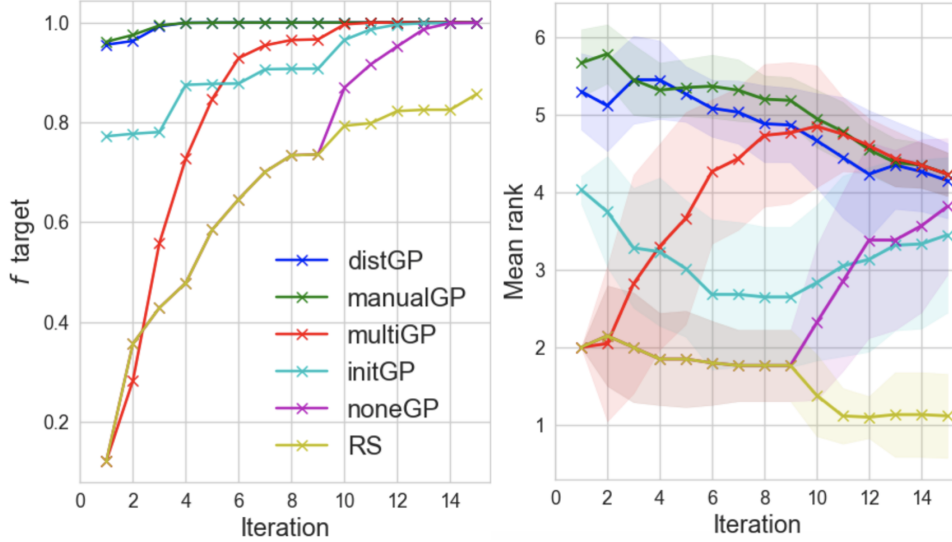 1.0
0.8
0.6
0.4
0.2
f target
0 2 4 6 8 10 12 14
Iteration
distGP
manualGP
multiGP
initGP
noneGP
RS
6
5
4
3
2
1
Mean rank
0 2 4 6 8 10 12 14
Iteration